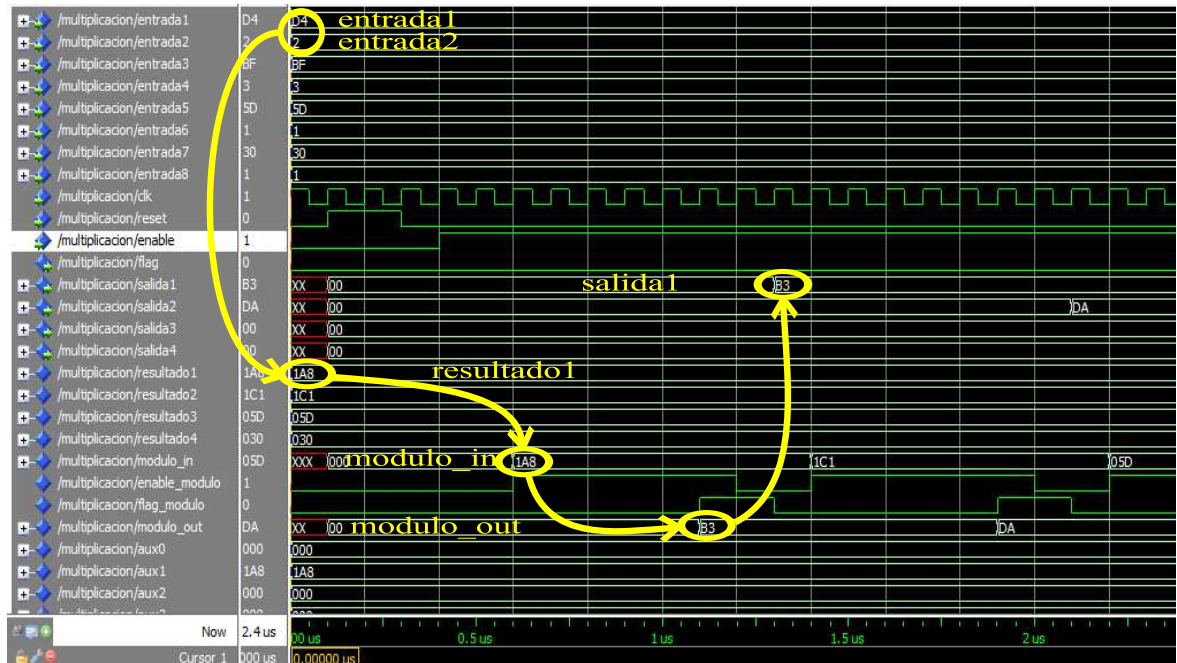 /multiplicacion/entrada1 D4 D4 entrada1
/multiplicacion/entrada2 2 2 entrada2
/multiplicacion/entrada3 BF BF
/multiplicacion/entrada4 3 3
/multiplicacion/entrada5 5D 5D
/multiplicacion/entrada6 1 1
/multiplicacion/entrada7 30 30
/multiplicacion/entrada8 1 1
/multiplicacion/clk 1
/multiplicacion/reset 0
/multiplicacion/enable 1
/multiplicacion/flag 0
/multiplicacion/salida1 B3 XX 00 salida1 B3
/multiplicacion/salida2 DA XX 00 DA
/multiplicacion/salida3 00 XX 00
/multiplicacion/salida4 00 XX 00
/multiplicacion/resultado1 1A8 1A8 resultado1
/multiplicacion/resultado2 1C1 1C1
/multiplicacion/resultado3 05D 05D
/multiplicacion/resultado4 030 030
/multiplicacion/modulo_in 05D XXX 000 modulo_in 1A8 1C1 05D
/multiplicacion/enable_modulo 1
/multiplicacion/flag_modulo 0
/multiplicacion/modulo_out DA XX 00 modulo_out B3 DA
/multiplicacion/aux0 000 000
/multiplicacion/aux1 1A8 1A8
/multiplicacion/aux2 000 000
Now 2.4 us 00 us 0.5 us 1 us 1.5 us 2 us
Cursor 1 000 us 0.00000 us